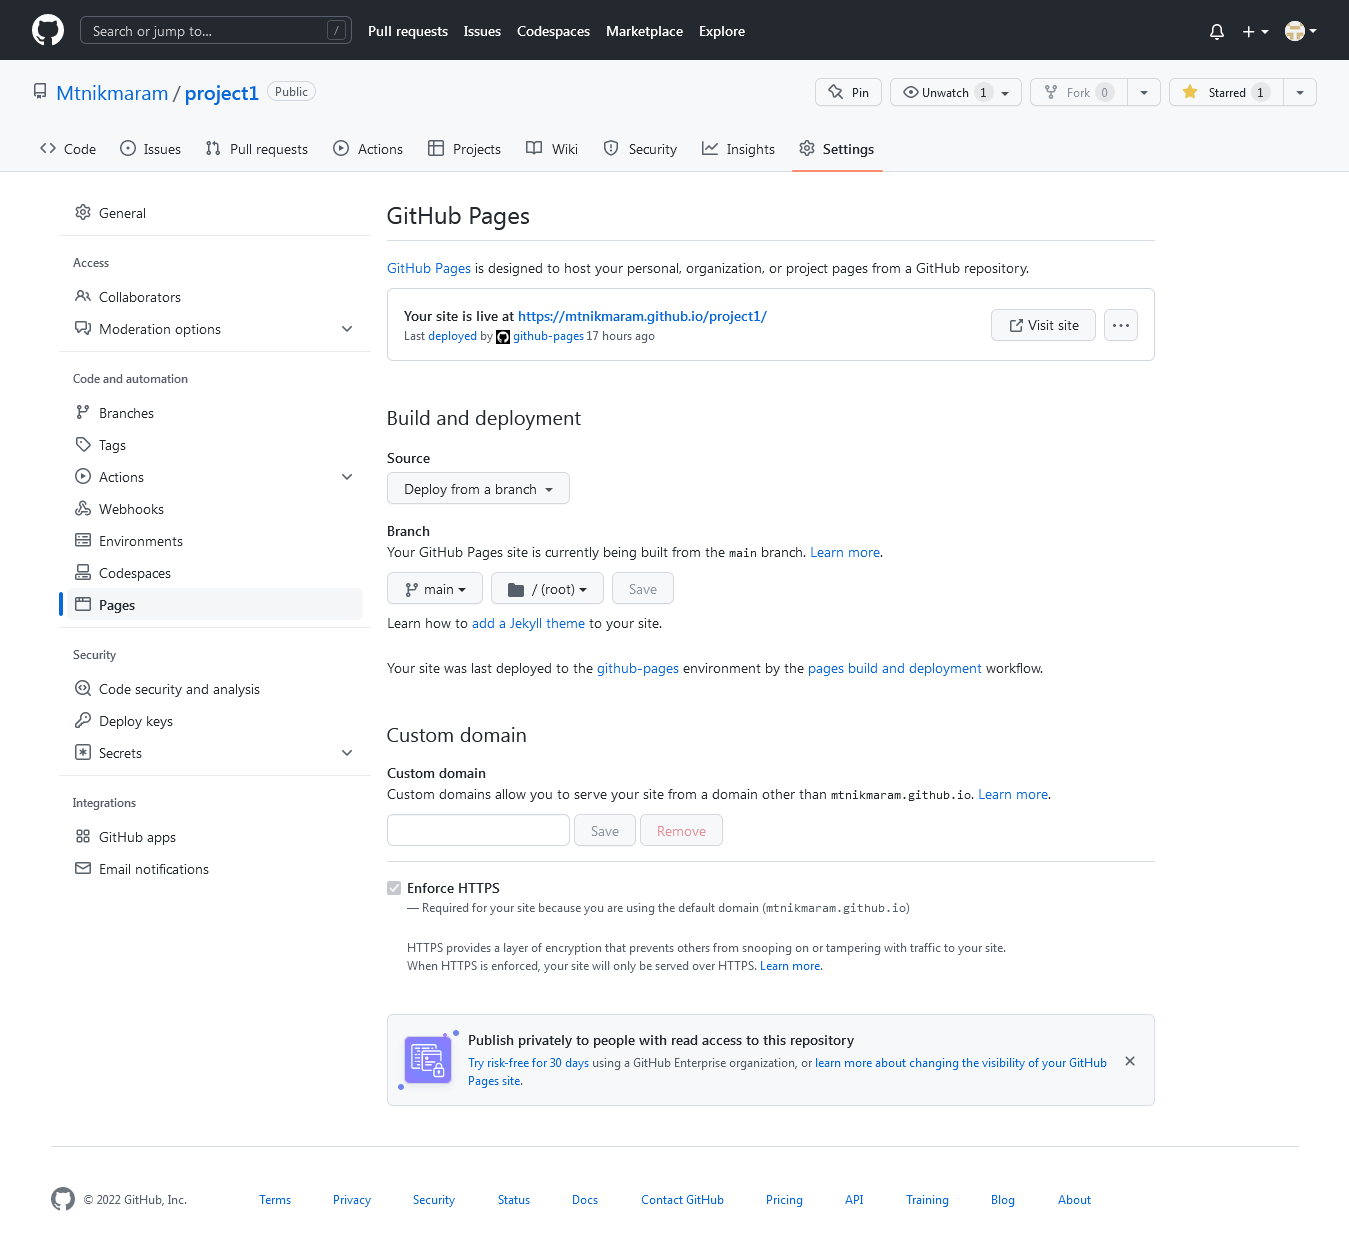 Search or jump to… /
Pull requests Issues Codespaces Marketplace Explore
Mtnikmaram / project1 Public
Pin Unwatch 1 Fork 0 Starred 1
Code Issues Pull requests Actions Projects Wiki Security Insights Settings
General
Access
Collaborators
Moderation options
Code and automation
Branches
Tags
Actions
Webhooks
Environments
Codespaces
Pages
Security
Code security and analysis
Deploy keys
Secrets
Integrations
GitHub apps
Email notifications
GitHub Pages
GitHub Pages is designed to host your personal, organization, or project pages from a GitHub repository.
Your site is live at https://mtnikmaram.github.io/project1/
Last deployed by github-pages 17 hours ago
Visit site
Build and deployment
Source
Deploy from a branch
Branch
Your GitHub Pages site is currently being built from the main branch. Learn more.
main / (root) Save
Learn how to add a Jekyll theme to your site.
Your site was last deployed to the github-pages environment by the pages build and deployment workflow.
Custom domain
Custom domain
Custom domains allow you to serve your site from a domain other than mtnikmaram.github.io. Learn more.
Save Remove
Enforce HTTPS
— Required for your site because you are using the default domain (mtnikmaram.github.io)
HTTPS provides a layer of encryption that prevents others from snooping on or tampering with traffic to your site.
When HTTPS is enforced, your site will only be served over HTTPS. Learn more.
Publish privately to people with read access to this repository
Try risk-free for 30 days using a GitHub Enterprise organization, or learn more about changing the visibility of your GitHub
Pages site.
© 2022 GitHub, Inc. Terms Privacy Security Status Docs Contact GitHub Pricing API Training Blog About